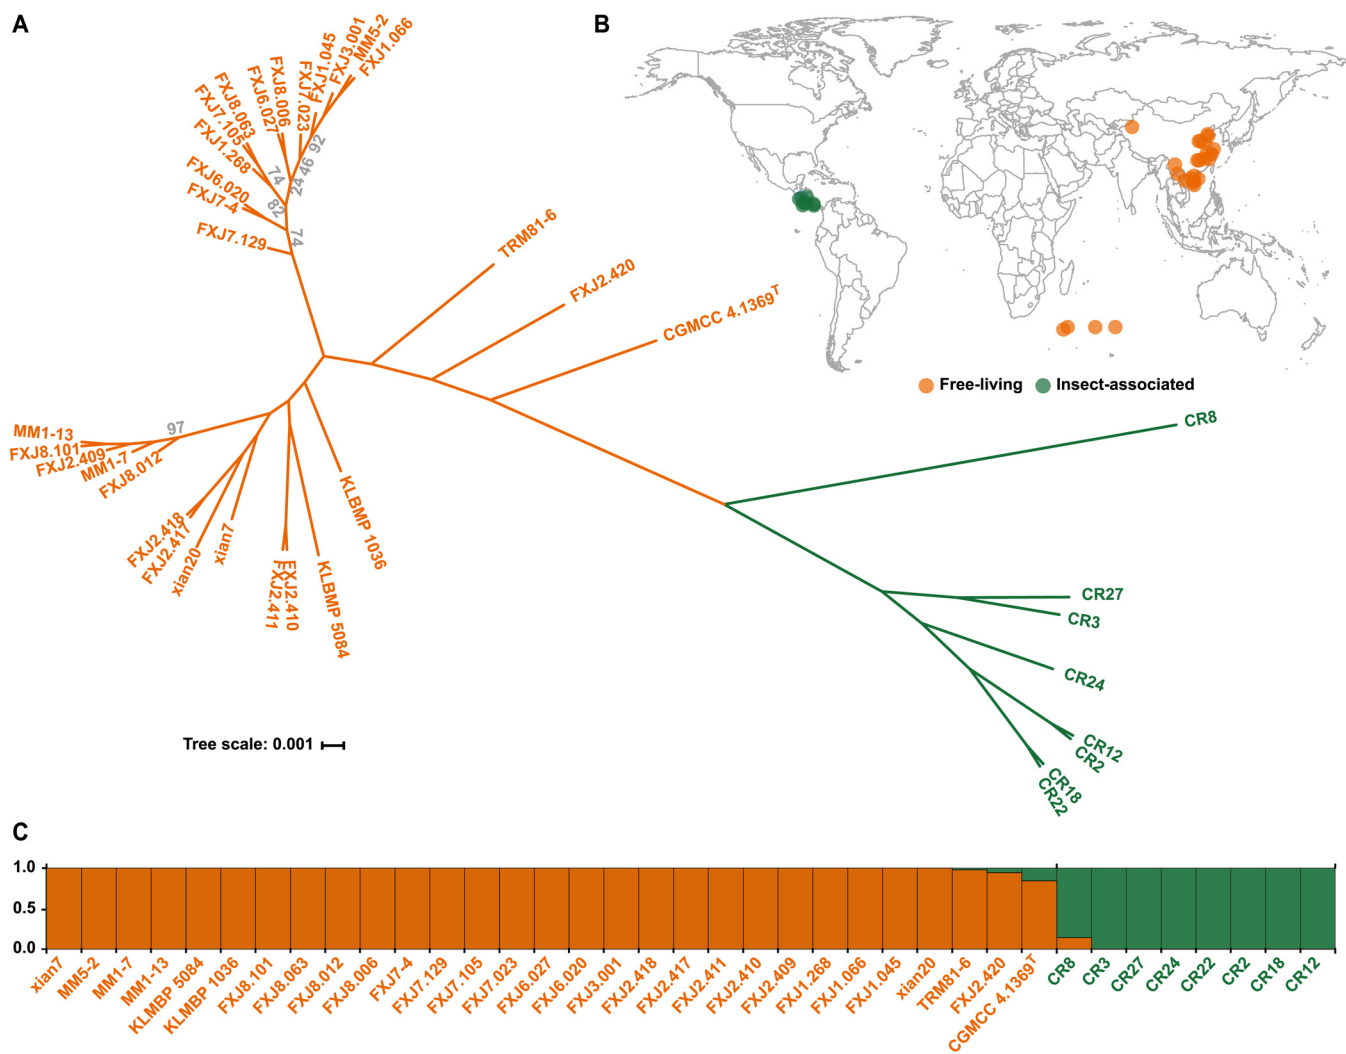 A
B
FXJ1.045
FXJ3.001
MM5-2
FXJ1.066
FXJ7.023
FXJ8.006
FXJ6.027
FXJ8.063
FXJ7.105
FXJ1.268
FXJ6.020
FXJ7-4
FXJ7.129
92
46
24
74
82
74
TRM81-6
FXJ2.420
CGMCC 4.1369T
Free-living
Insect-associated
CR8
97
MM1-13
FXJ8.101
FXJ2.409
MM1-7
FXJ8.012
FXJ2.418
FXJ2.417
xian20
xian7
FXJ2.411
FXJ2.410
KLBMP 5084
KLBMP 1036
CR27
CR3
CR24
CR12
CR2
CR18
CR22
Tree scale: 0.001
C
1.0
0.5
0.0
xian7
MM5-2
MM1-7
MM1-13
KLMBP 5084
KLMBP 1036
FXJ8.101
FXJ8.063
FXJ8.012
FXJ8.006
FXJ7-4
FXJ7.129
FXJ7.105
FXJ7.023
FXJ6.027
FXJ6.020
FXJ3.001
FXJ2.418
FXJ2.417
FXJ2.411
FXJ2.410
FXJ2.409
FXJ1.268
FXJ1.066
FXJ1.045
xian20
TRM81-6
FXJ2.420
CGMCC 4.1369T
CR8
CR3
CR27
CR24
CR22
CR2
CR18
CR12